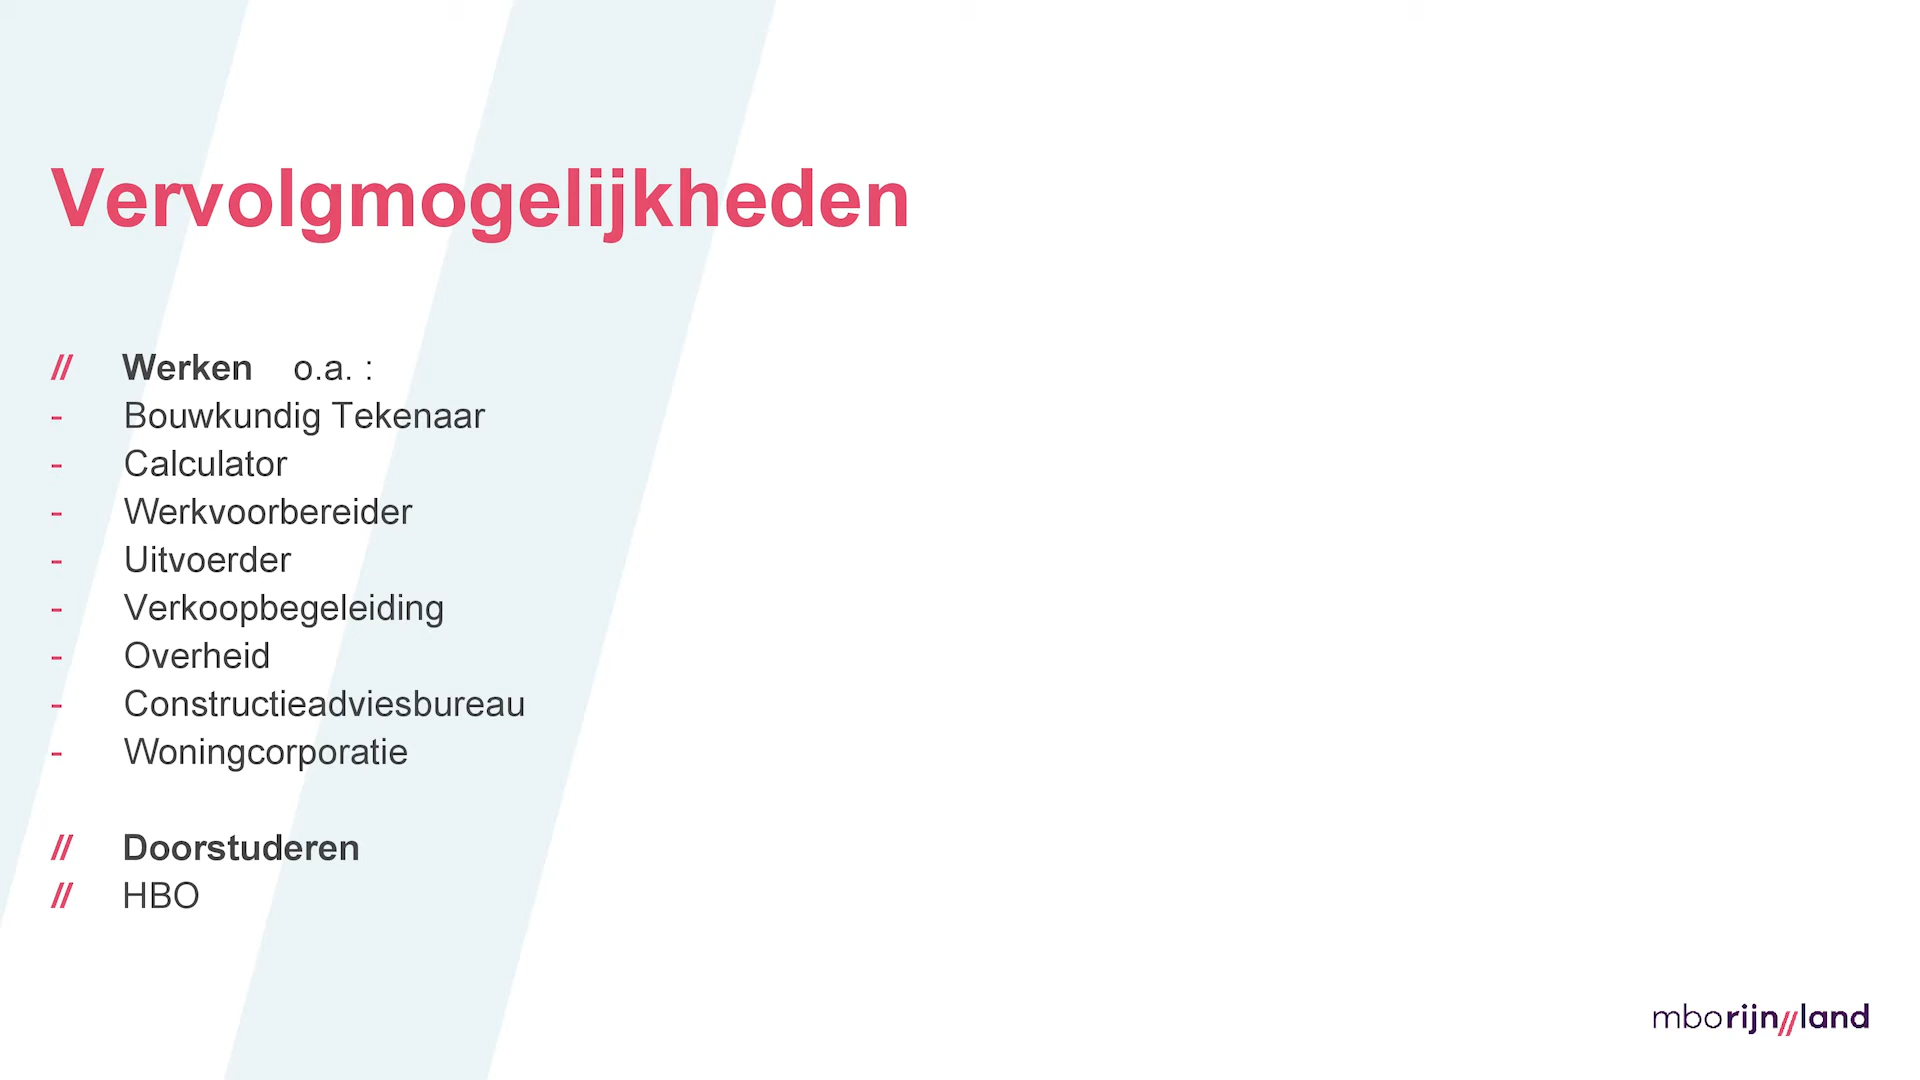 Vervolgmogelijkheden
// Werken o.a. :
- Bouwkundig Tekenaar
- Calculator
- Werkvoorbereider
- Uitvoerder
- Verkoopbegeleiding
- Overheid
- Constructieadviesbureau
- Woningcorporatie
// Doorstuderen
// HBO
mborijn//land